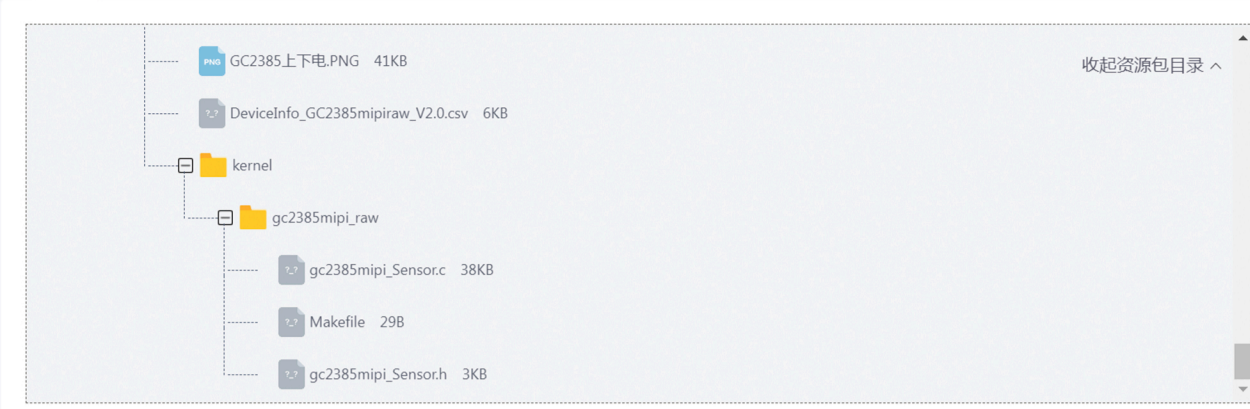 PNG GC2385上下电.PNG 41KB
收起资源包目录
?_? DeviceInfo_GC2385mipiraw_V2.0.csv 6KB
kernel
gc2385mipi_raw
?_? gc2385mipi_Sensor.c 38KB
?_? Makefile 29B
?_? gc2385mipi_Sensor.h 3KB